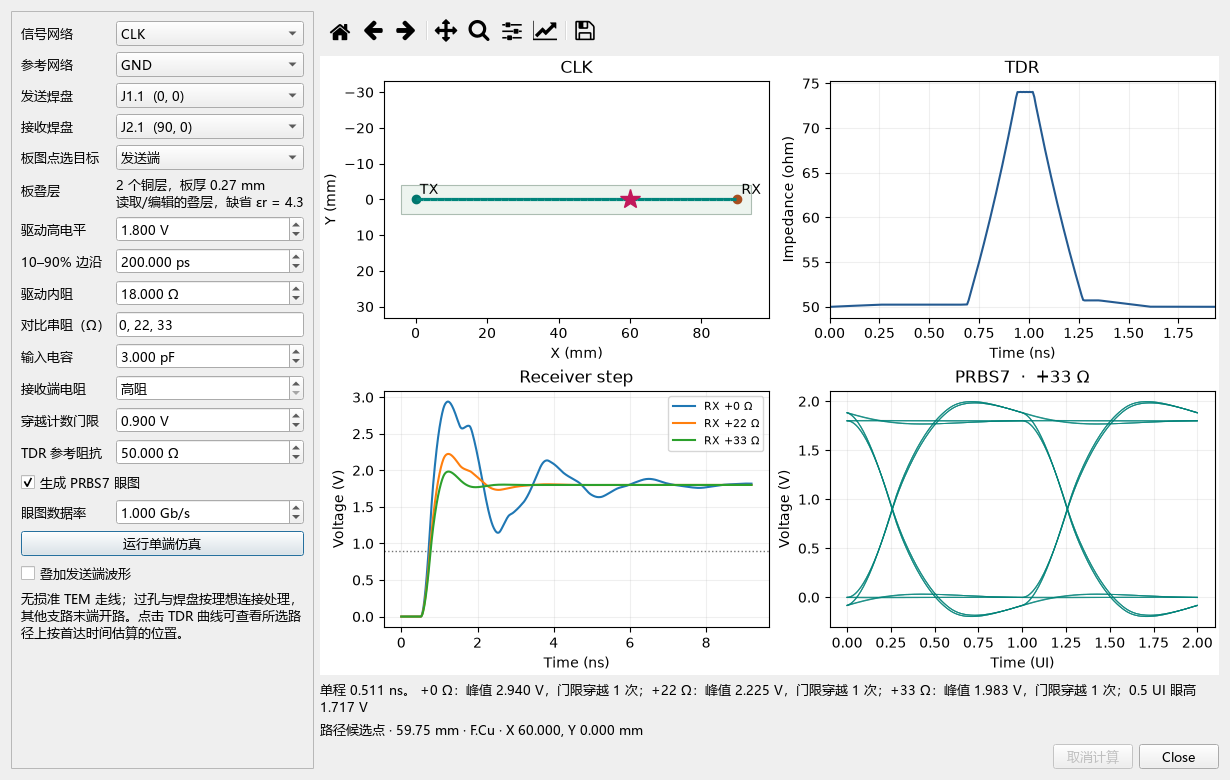 信号网络
CLK
参考网络
GND
发送焊盘
J1.1 (0, 0)
接收焊盘
J2.1 (90, 0)
板图点选目标
发送端
板叠层
2 个铜层，板厚 0.27 mm
读取/编辑的叠层，缺省 εr = 4.3
驱动高电平
1.800 V
10–90% 边沿
200.000 ps
驱动内阻
18.000 Ω
对比串阻（Ω）
0, 22, 33
输入电容
3.000 pF
接收端电阻
高阻
穿越计数门限
0.900 V
TDR 参考阻抗
50.000 Ω
生成 PRBS7 眼图
眼图数据率
1.000 Gb/s
运行单端仿真
叠加发送端波形
无损准 TEM 走线；过孔与焊盘按理想连接处理，
其他支路末端开路。点击 TDR 曲线可查看所选路
径上按首达时间估算的位置。
CLK
−30
−20
−10
0
10
20
30
Y (mm)
TX
RX
0
20
40
60
80
X (mm)
TDR
75
70
65
60
55
50
Impedance (ohm)
0.00
0.25
0.50
0.75
1.00
1.25
1.50
1.75
Time (ns)
Receiver step
3.0
2.5
2.0
1.5
1.0
0.5
0.0
Voltage (V)
RX +0 Ω
RX +22 Ω
RX +33 Ω
0
2
4
6
8
Time (ns)
PRBS7 · +33 Ω
2.0
1.5
1.0
0.5
0.0
Voltage (V)
0.00
0.25
0.50
0.75
1.00
1.25
1.50
1.75
2.00
Time (UI)
单程 0.511 ns。 +0 Ω：峰值 2.940 V，门限穿越 1 次；+22 Ω：峰值 2.225 V，门限穿越 1 次；+33 Ω：峰值 1.983 V，门限穿越 1 次；0.5 UI 眼高
1.717 V
路径候选点 · 59.75 mm · F.Cu · X 60.000, Y 0.000 mm
取消计算
Close